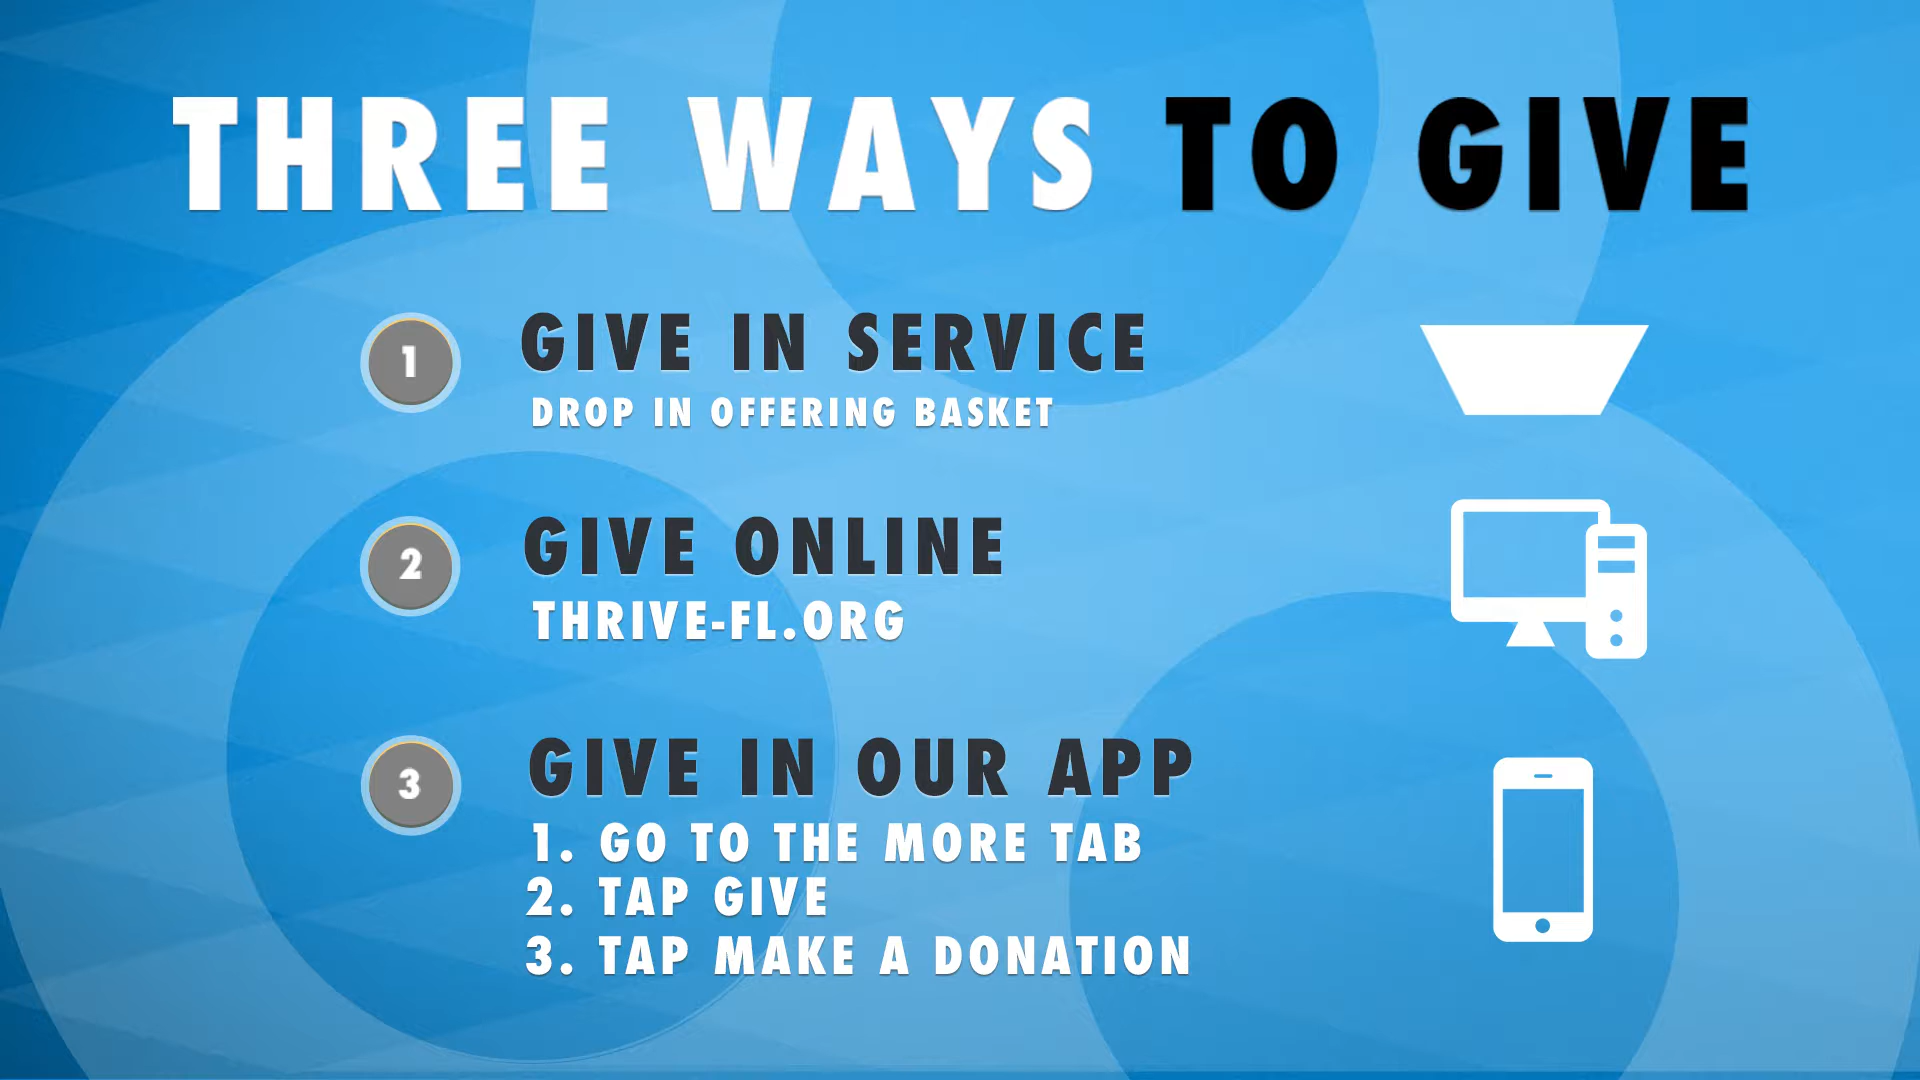 THREE WAYS TO GIVE
1 GIVE IN SERVICE
DROP IN OFFERING BASKET
2 GIVE ONLINE
THRIVE-FL.ORG
3 GIVE IN OUR APP
1. GO TO THE MORE TAB
2. TAP GIVE
3. TAP MAKE A DONATION